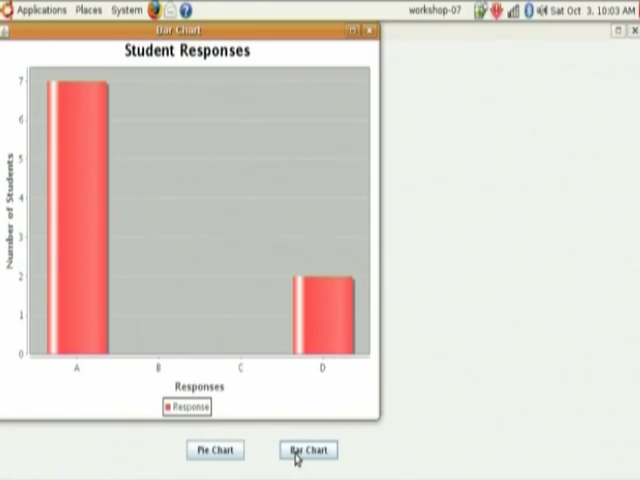 Applications Places System workshop-07 Sat Oct 3, 10:03 AM
Bar Chart
Student Responses
7
6
5
4
3
2
1
0
Number of Students
A B C D
Responses
Response
Pie Chart Bar Chart